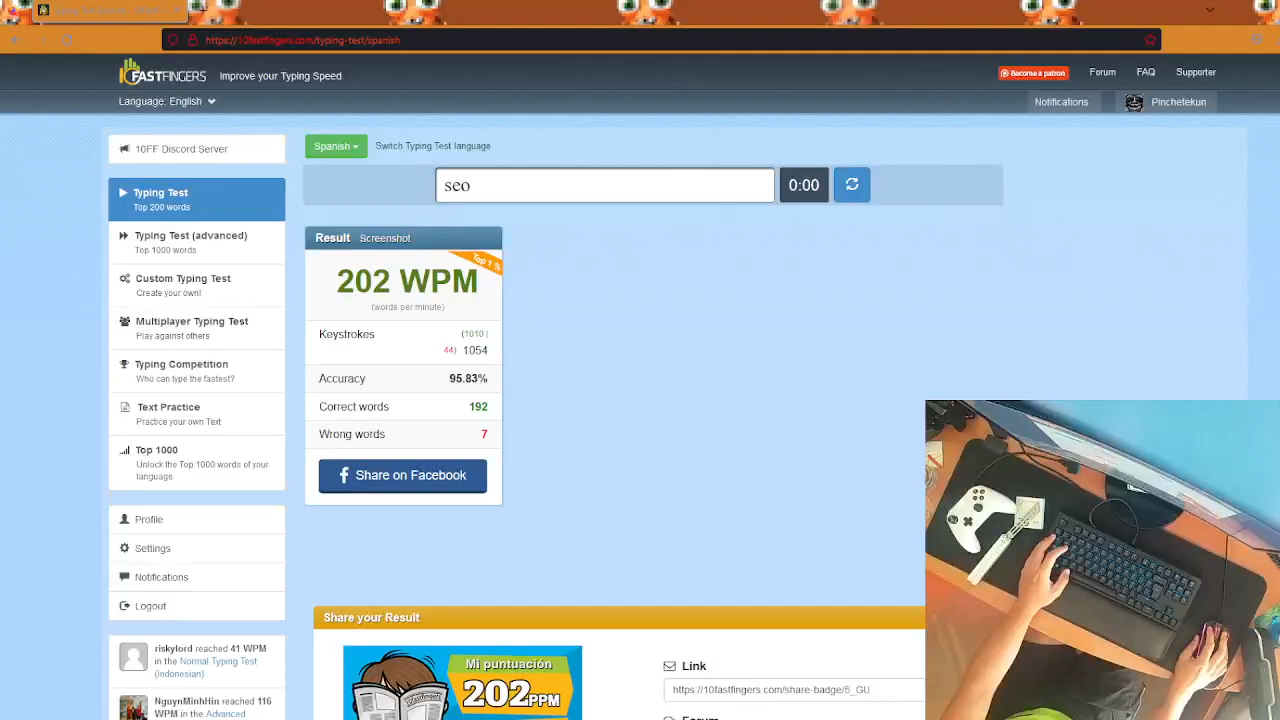 https://10fastfingers.com/typing-test/spanish
FASTFINGERS
Improve your Typing Speed
Become a patron
Forum
FAQ
Supporter
Language: English
Notifications
Pinchetekun
10FF Discord Server
Typing Test
Top 200 words
Typing Test (advanced)
Top 1000 words
Custom Typing Test
Create your own!
Multiplayer Typing Test
Play against others
Typing Competition
Who can type the fastest?
Text Practice
Practice your own Text
Top 1000
Unlock the Top 1000 words of your
language
Profile
Settings
Notifications
Logout
riskylord reached 41 WPM
in the Normal Typing Test
(indonesian)
NguynMinhHin reached 116
WPM in the Advanced
Spanish
Switch Typing Test language
seo
0:00
Result Screenshot
Top 1 %
202 WPM
(words per minute)
Keystrokes
(1010 |
44) 1054
Accuracy 95.83%
Correct words 192
Wrong words 7
Share on Facebook
Share your Result
Mi puntuación
202 PPM
Link
https://10fastfingers.com/share-badge/5_GU
Forum